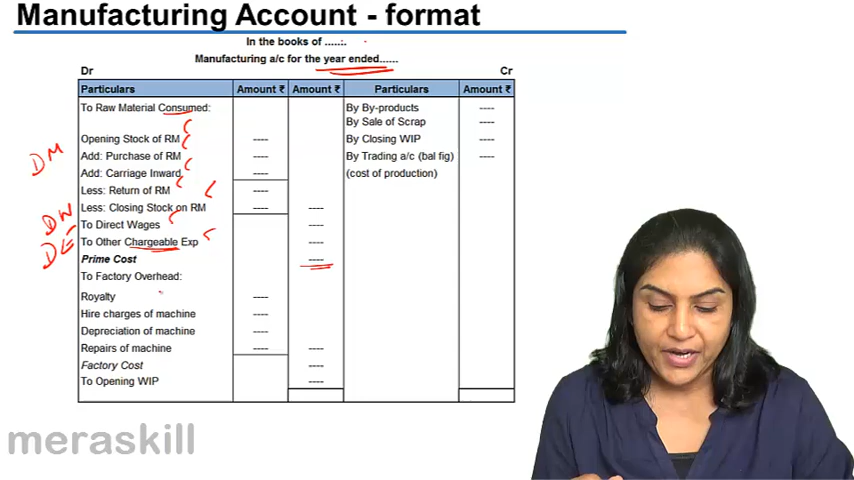 Manufacturing Account - format
In the books of .....:.
Manufacturing a/c for the year ended......
Dr Cr
Particulars Amount ₹ Amount ₹ Particulars Amount ₹
To Raw Material Consumed: By By-products ----
By Sale of Scrap ----
Opening Stock of RM ---- By Closing WIP ----
DM
Add: Purchase of RM ---- By Trading a/c (bal fig) ----
Add: Carriage Inward ---- (cost of production)
Less: Return of RM ----
Less: Closing Stock on RM ---- ----
DW
To Direct Wages ----
DE
To Other Chargeable Exp ----
Prime Cost ----
To Factory Overhead:
Royalty ----
Hire charges of machine ----
Depreciation of machine ----
Repairs of machine ---- ----
Factory Cost ----
To Opening WIP ----
meraskill